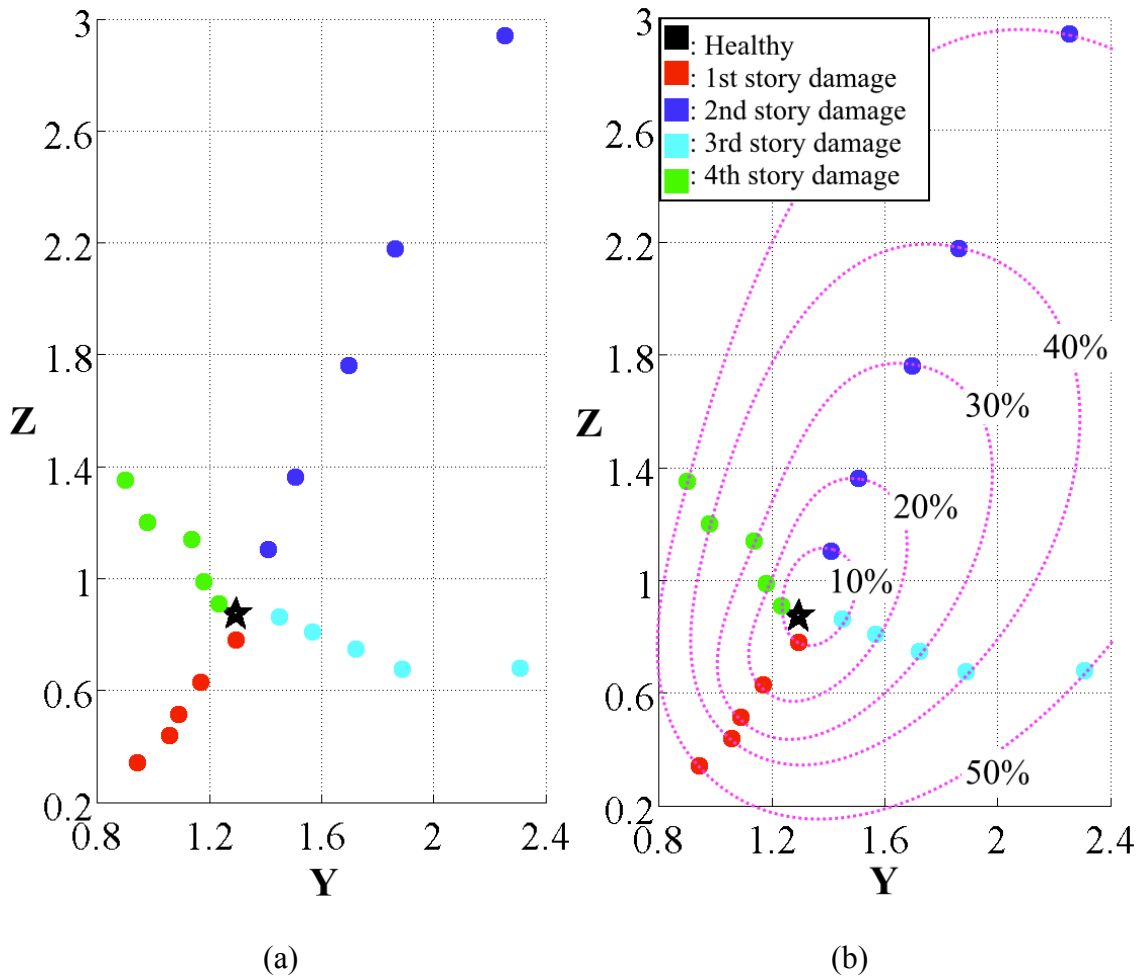 3
2.6
2.2
1.8
Z
1.4
1
0.6
0.2
0.8
1.2
1.6
2
2.4
Y
(a)
3
: Healthy
: 1st story damage
2.6
: 2nd story damage
: 3rd story damage
: 4th story damage
2.2
40%
1.8
30%
Z
1.4
20%
10%
1
0.6
50%
0.2
0.8
1.2
1.6
2
2.4
Y
(b)